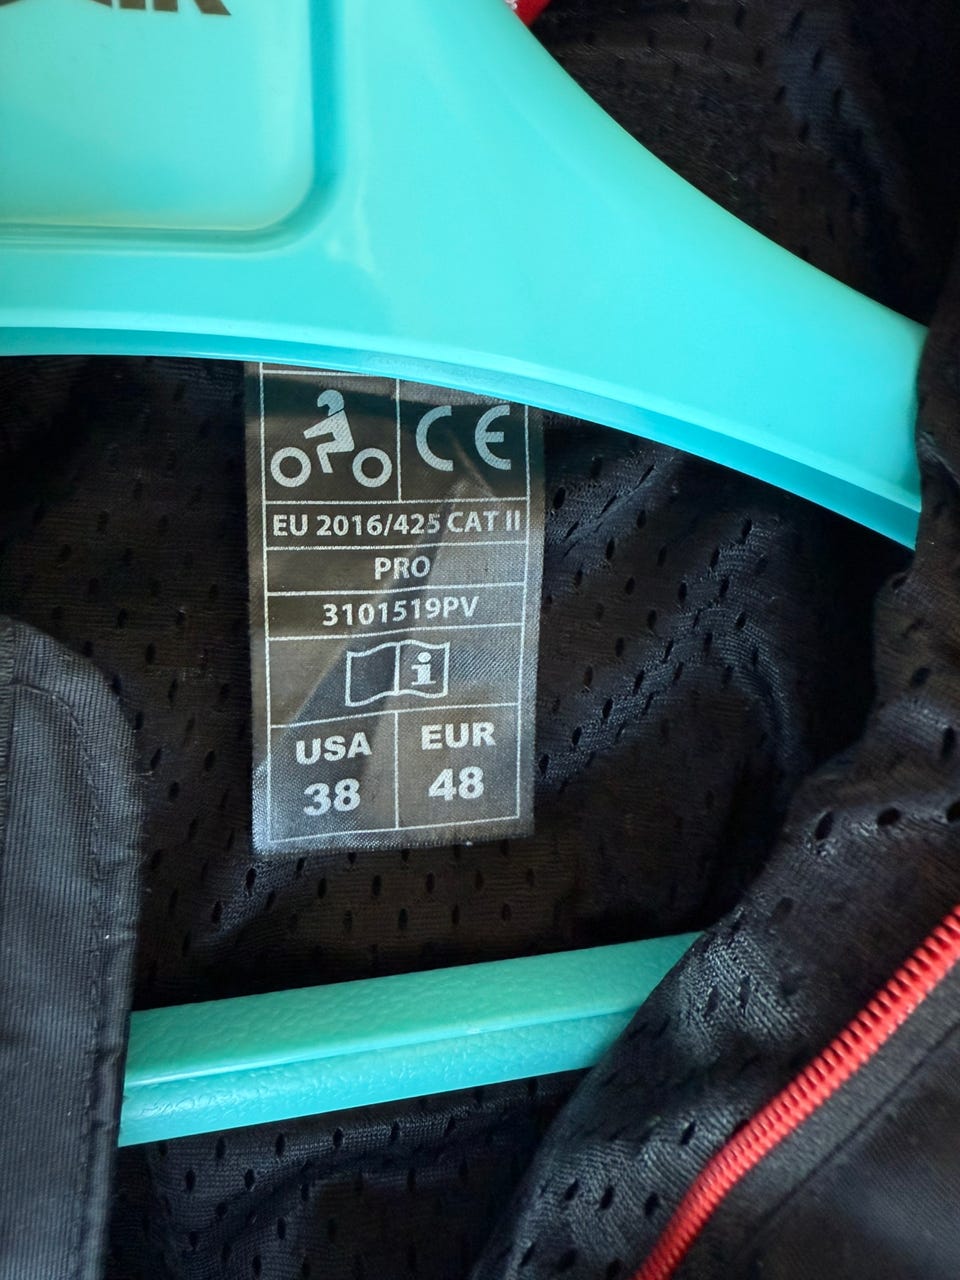 CE
EU 2016/425 CAT II
PRO
3101519PV
i
USA EUR
38 48